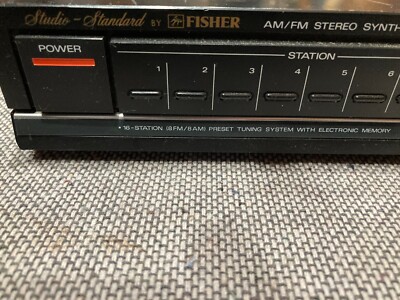 Studio-Standard BY FISHER AM/FM STEREO SYNTH
POWER
STATION
1 2 3 4 5 6
• 16-STATION (8FM/8AM) PRESET TUNING SYSTEM WITH ELECTRONIC MEMORY